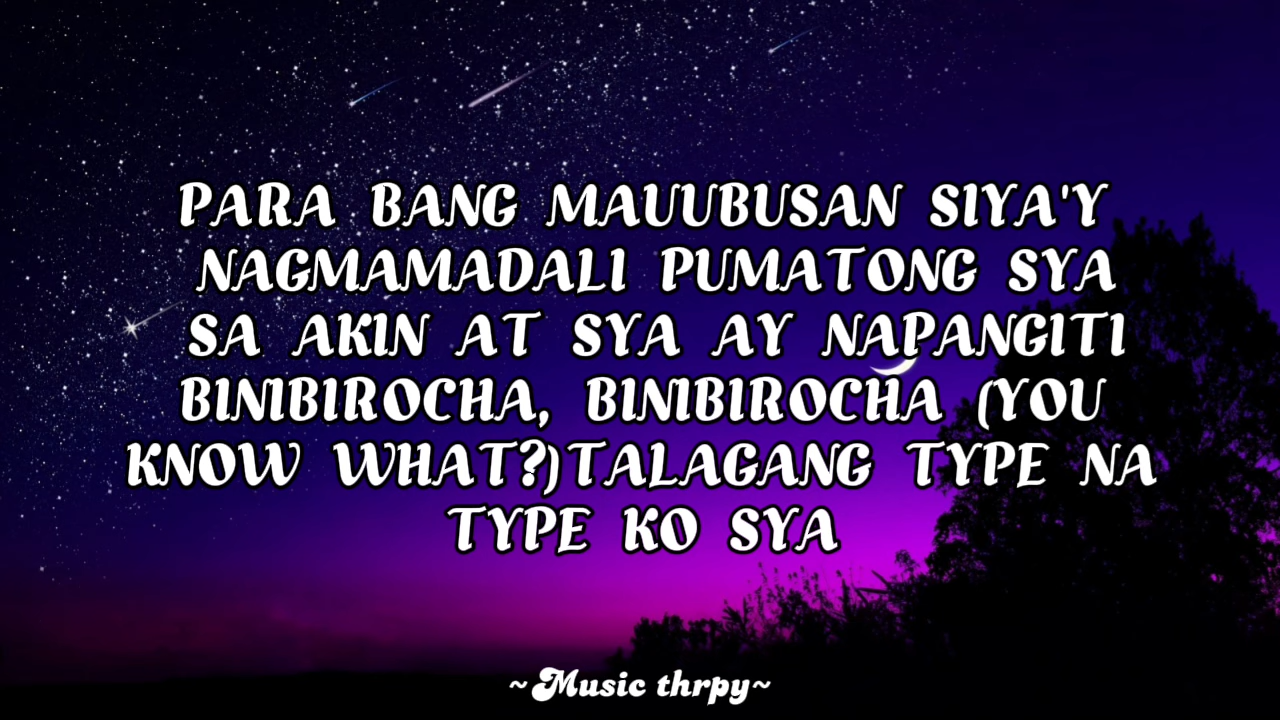 PARA BANG MAUUBUSAN SIYA'Y
NAGMAMADALI PUMATONG SYA
SA AKIN AT SYA AY NAPANGITI
BINIBIROCHA, BINIBIROCHA (YOU
KNOW WHAT?)TALAGANG TYPE NA
TYPE KO SYA
~Music thrpy~